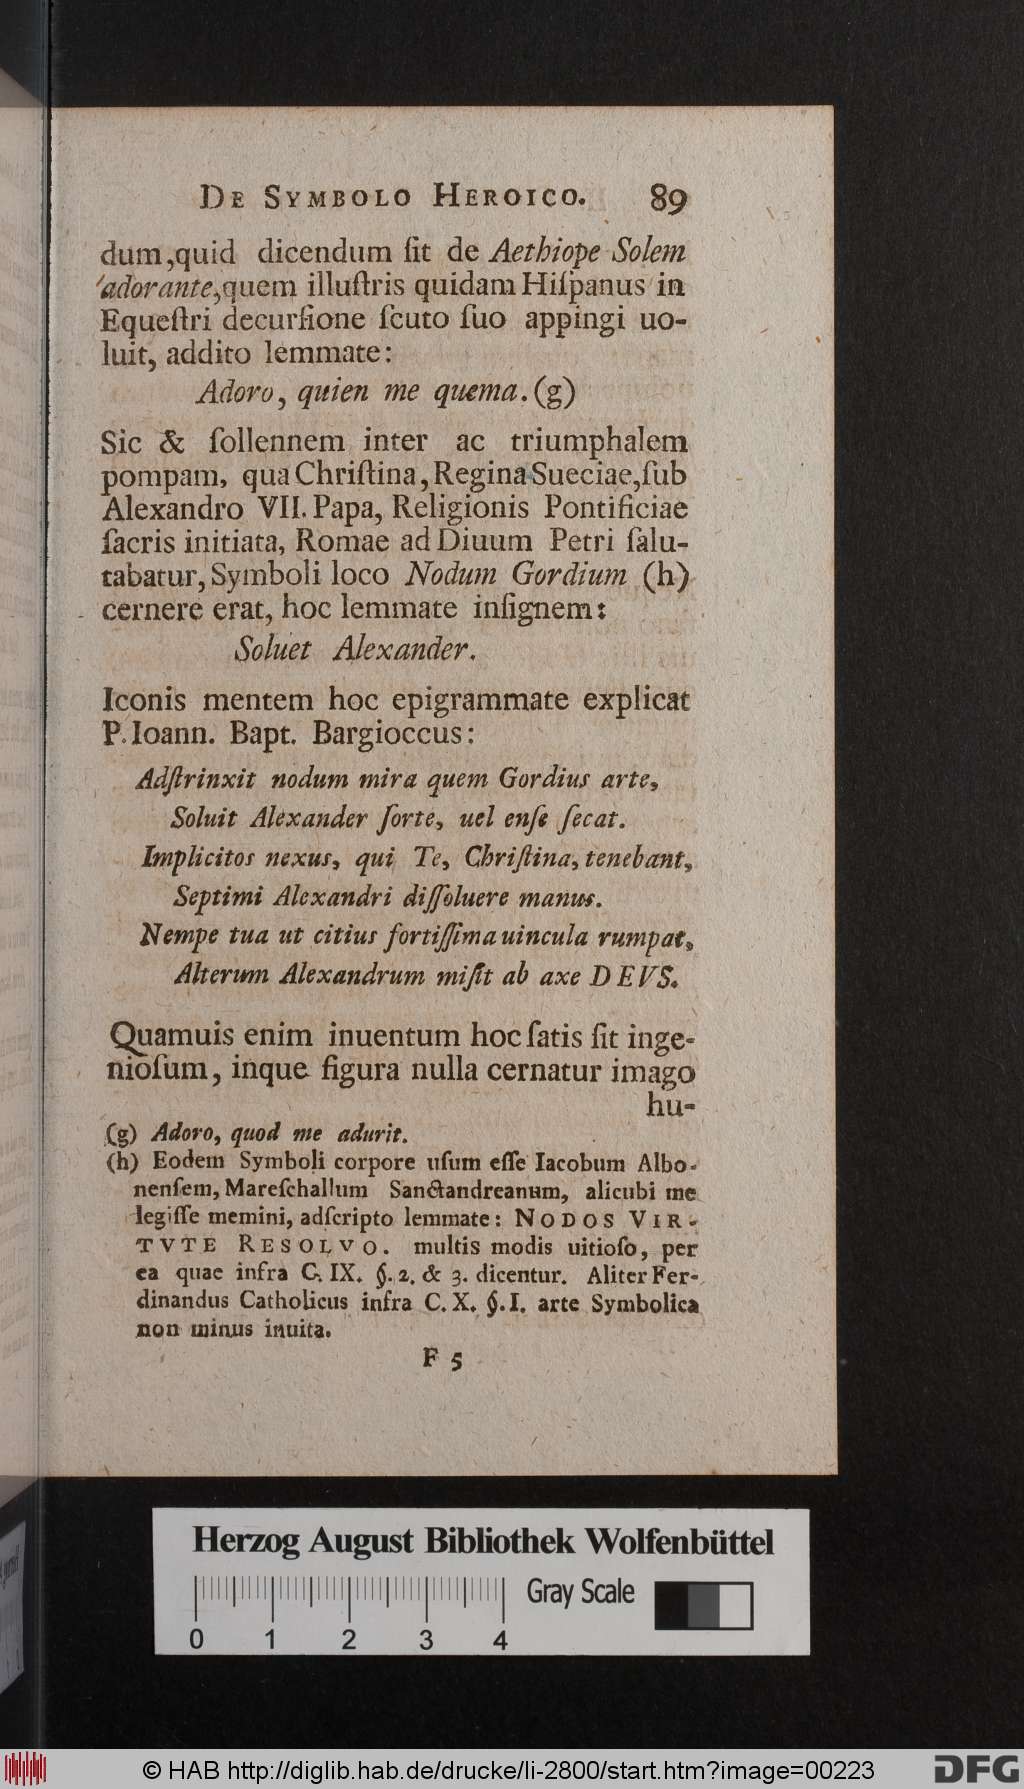 DE SYMBOLO HEROICO. 89
dum,quid dicendum ſit de Aethiope Solem
adorante,quem illuſtris quidam Hiſpanus in
Equeſtri decurſione ſcuto ſuo appingi uo-
luit, addito lemmate:
Adoro, quien me quema.(g)
Sic & ſollennem inter ac triumphalem
pompam, qua Chriſtina, Regina Sueciae,ſub
Alexandro VII. Papa, Religionis Pontificiae
ſacris initiata, Romae ad Diuum Petri ſalu-
tabatur, Symboli loco Nodum Gordium (h)
cernere erat, hoc lemmate inſignem:
Soluet Alexander.
Iconis mentem hoc epigrammate explicat
P. Ioann. Bapt. Bargioccus:
Adſtrinxit nodum mira quem Gordius arte,
Soluit Alexander ſorte, uel enſe ſecat.
Implicitos nexus, qui Te, Chriſtina, tenebant,
Septimi Alexandri diſſoluere manus.
Nempe tua ut citius fortiſſima uincula rumpat,
Alterum Alexandrum miſit ab axe DEVS.
Quamuis enim inuentum hoc ſatis ſit inge-
nioſum, inque figura nulla cernatur imago
hu-
(g) Adoro, quod me adurit.
(h) Eodem Symboli corpore uſum eſſe Iacobum Albo-
nenſem, Mareſchallum Sanctandreanum, alicubi me
legiſſe memini, adſcripto lemmate: NODOS VIR-
TVTE RESOLVO. multis modis uitioſo, per
ea quae infra C. IX. §. 2. & 3. dicentur. Aliter Fer-
dinandus Catholicus infra C. X. §. I. arte Symbolica
non minus inuita.
F 5
Herzog August Bibliothek Wolfenbüttel
Gray Scale
0 1 2 3 4
© HAB http://diglib.hab.de/drucke/li-2800/start.htm?image=00223
DFG